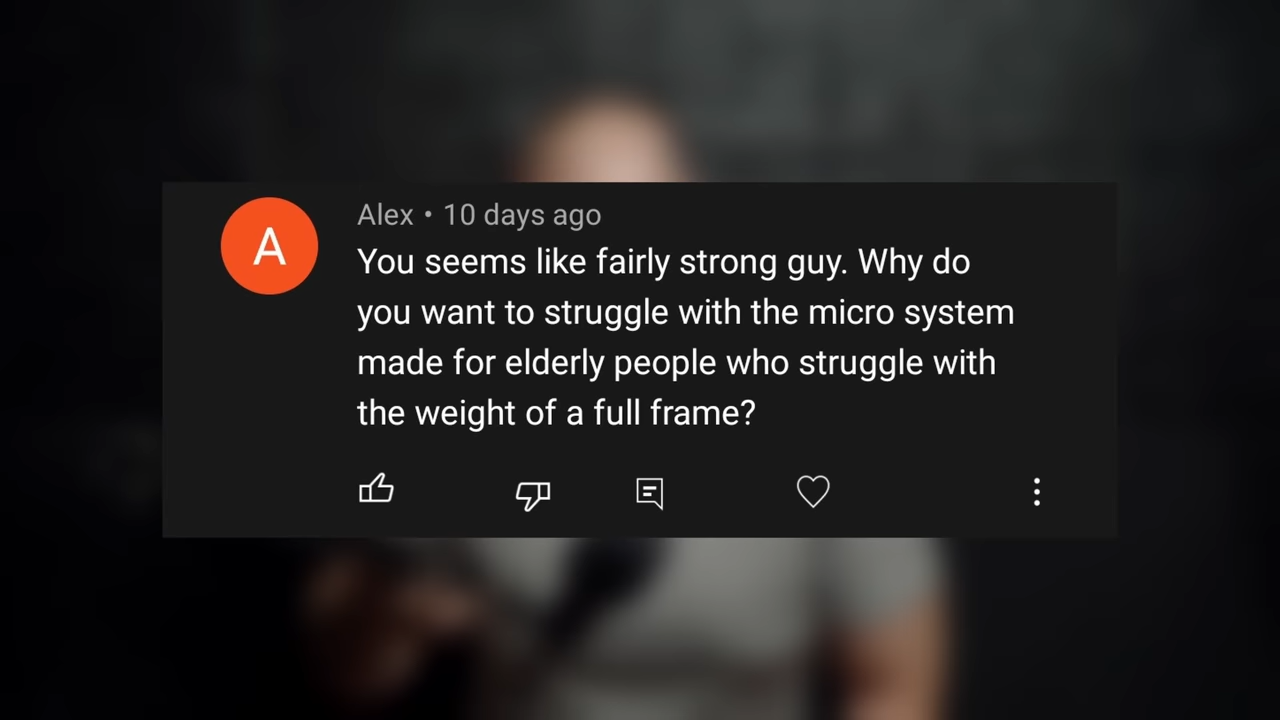 A
Alex • 10 days ago
You seems like fairly strong guy. Why do
you want to struggle with the micro system
made for elderly people who struggle with
the weight of a full frame?